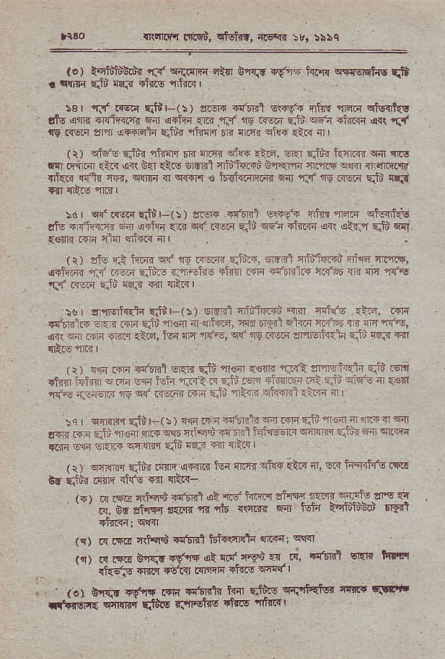 ৮২৪০ বাংলাদেশ গেজেট, অতিরিক্ত, নভেম্বর ১৮, ১৯৯৭
(৩) ইন্সটিটিউটের পূর্ব অনুমোদন লইয়া উপযুক্ত কর্তৃপক্ষ বিশেষ অক্ষমতাজনিত ছুটি
ও অধ্যয়ন ছুটি মঞ্জুর করিতে পারিবে।
১৪। পূর্ণ বেতনে ছুটি।—(১) প্রত্যেক কর্মচারী তৎকর্তৃক দায়িত্ব পালনে অতিবাহিত
প্রতি এগার কার্যদিবসের জন্য একদিন হারে পূর্ণ গড় বেতনে ছুটি অর্জন করিবেন এবং পূর্ণ
গড় বেতনে প্রাপ্য এককালীন ছুটির পরিমাণ চার মাসের অধিক হইবে না।
(২) অর্জিত ছুটির পরিমাণ চার মাসের অধিক হইলে, তাহা ছুটির হিসাবের অন্য খাতে
জমা দেখানো হইবে এবং উহা হইতে ডাক্তারী সার্টিফিকেট উপস্থাপন সাপেক্ষে অথবা বাংলাদেশের
বাহিরে ধর্মীয় সফর, অধ্যয়ন বা অবকাশ ও চিত্তবিনোদনের জন্য পূর্ণ গড় বেতনে ছুটি মঞ্জুর
করা যাইতে পারে।
১৫। অর্ধ বেতনে ছুটি।—(১) প্রত্যেক কর্মচারী তৎকর্তৃক দায়িত্ব পালনে অতিবাহিত
প্রতি কার্যদিবসের জন্য একদিন হারে অর্ধ বেতনে ছুটি অর্জন করিবেন এবং এইরূপ ছুটি জমা
হওয়ার কোন সীমা থাকিবে না।
(২) প্রতি দুই দিনের অর্ধ গড় বেতনের ছুটিকে, ডাক্তারী সার্টিফিকেট দাখিল সাপেক্ষে,
একদিনের পূর্ণ বেতনে ছুটিতে রূপান্তরিত করিয়া কোন কর্মচারীকে সর্বোচ্চ বার মাস পর্যন্ত
পূর্ণ বেতনে ছুটি মঞ্জুর করা যাইবে।
১৬। প্রাপ্যতাবিহীন ছুটি।—(১) ডাক্তারী সার্টিফিকেট দ্বারা সমর্থিত হইলে, কোন
কর্মচারীকে তাহার কোন ছুটি পাওনা না থাকিলে, সমগ্র চাকুরী জীবনে সর্বোচ্চ বার মাস পর্যন্ত,
এবং অন্য কোন কারণে হইলে, তিন মাস পর্যন্ত, অর্ধ গড় বেতনে প্রাপ্যতাবিহীন ছুটি মঞ্জুর করা
যাইতে পারে।
(২) যখন কোন কর্মচারী তাহার ছুটি পাওনা হওয়ার পূর্বেই প্রাপ্যতাবিহীন ছুটি ভোগ
করিয়া ফিরিয়া আসেন তখন তিনি পূর্বেই যে ছুটি ভোগ করিয়াছেন সেই ছুটি অর্জিত না হওয়া
পর্যন্ত নূতনভাবে গড় অর্ধ বেতনের কোন ছুটি পাইবার অধিকারী হইবেন না।
১৭। অসাধারণ ছুটি।—(১) যখন কোন কর্মচারীর অন্য কোন ছুটি পাওনা না থাকে বা অন্য
প্রকার কোন ছুটি পাওনা থাকে অথচ সংশ্লিষ্ট কর্মচারী লিখিতভাবে অসাধারণ ছুটির জন্য আবেদন
করেন তখন তাহাকে অসাধারণ ছুটি মঞ্জুর করা যাইবে।
(২) অসাধারণ ছুটির মেয়াদ একবারে তিন মাসের অধিক হইবে না, তবে নিম্নবর্ণিত ক্ষেত্রে
উক্ত ছুটির মেয়াদ বর্ধিত করা যাইবে—
(ক) যে ক্ষেত্রে সংশ্লিষ্ট কর্মচারী এই শর্তে বিদেশে প্রশিক্ষণ গ্রহণের অনুমতি প্রাপ্ত হন
যে, উক্ত প্রশিক্ষণ গ্রহণের পর পাঁচ বৎসরের জন্য তিনি ইন্সটিটিউটে চাকুরী
করিবেন; অথবা
(খ) যে ক্ষেত্রে সংশ্লিষ্ট কর্মচারী চিকিৎসাধীন থাকেন; অথবা
(গ) যে ক্ষেত্রে উপযুক্ত কর্তৃপক্ষ এই মর্মে সন্তুষ্ট হয় যে, কর্মচারী তাহার নিয়ন্ত্রণ
বহির্ভূত কারণে কর্তব্যে যোগদান করিতে অসমর্থ।
(৩) উপযুক্ত কর্তৃপক্ষ কোন কর্মচারীর বিনা ছুটিতে অনুপস্থিতির সময়কে ভূতাপেক্ষ
কার্যকরতাসহ অসাধারণ ছুটিতে রূপান্তরিত করিতে পারিবে।